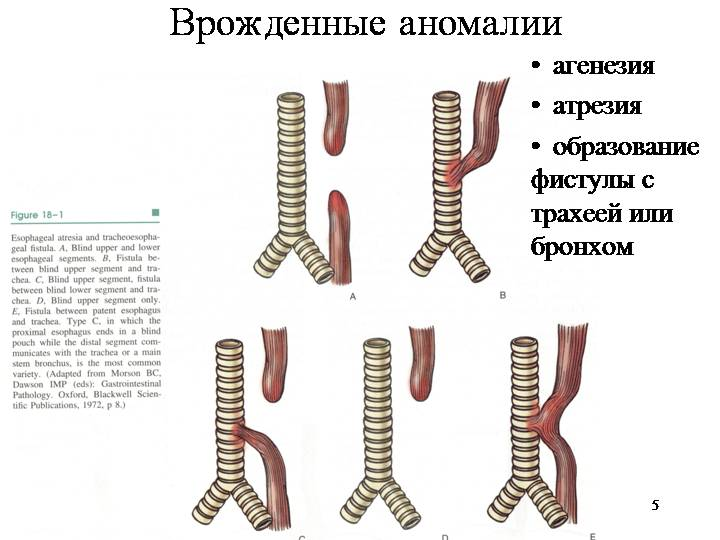 Врожденные аномалии
• агенезия
• атрезия
• образование
фистулы с
трахеей или
бронхом
Figure 18–1
Esophageal atresia and tracheoesopha-
geal fistula. A, Blind upper and lower
esophageal segments. B, Fistula be-
tween blind upper segment and tra-
chea. C, Blind upper segment, fistula
between blind lower segment and tra-
chea. D, Blind upper segment only.
E, Fistula between patent esophagus
and trachea. Type C, in which the
proximal esophagus ends in a blind
pouch while the distal segment com-
municates with the trachea or a main
stem bronchus, is the most common
variety. (Adapted from Morson BC,
Dawson IMP (eds): Gastrointestinal
Pathology. Oxford, Blackwell Scien-
tific Publications, 1972, p 8.)
A
B
C
D
E
5